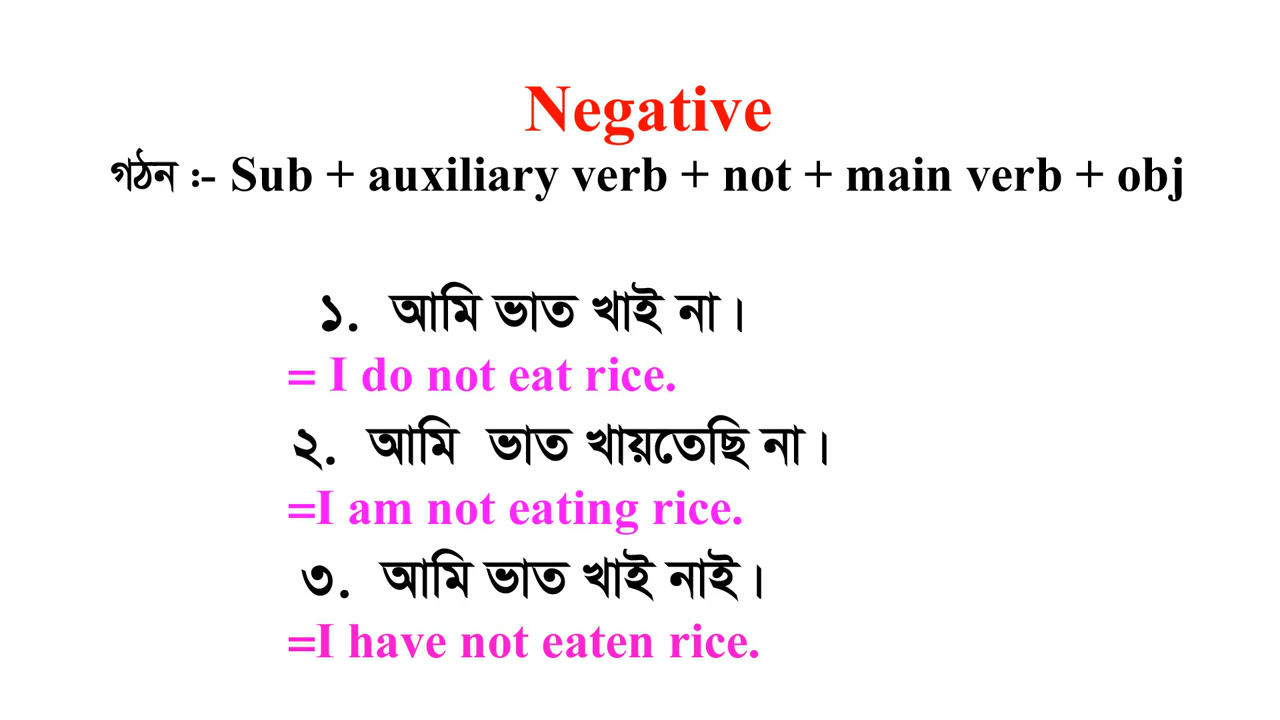 Negative
গঠন ঃ- Sub + auxiliary verb + not + main verb + obj
১. আমি ভাত খাই না।
= I do not eat rice.
২. আমি ভাত খায়তেছি না।
=I am not eating rice.
৩. আমি ভাত খাই নাই।
=I have not eaten rice.